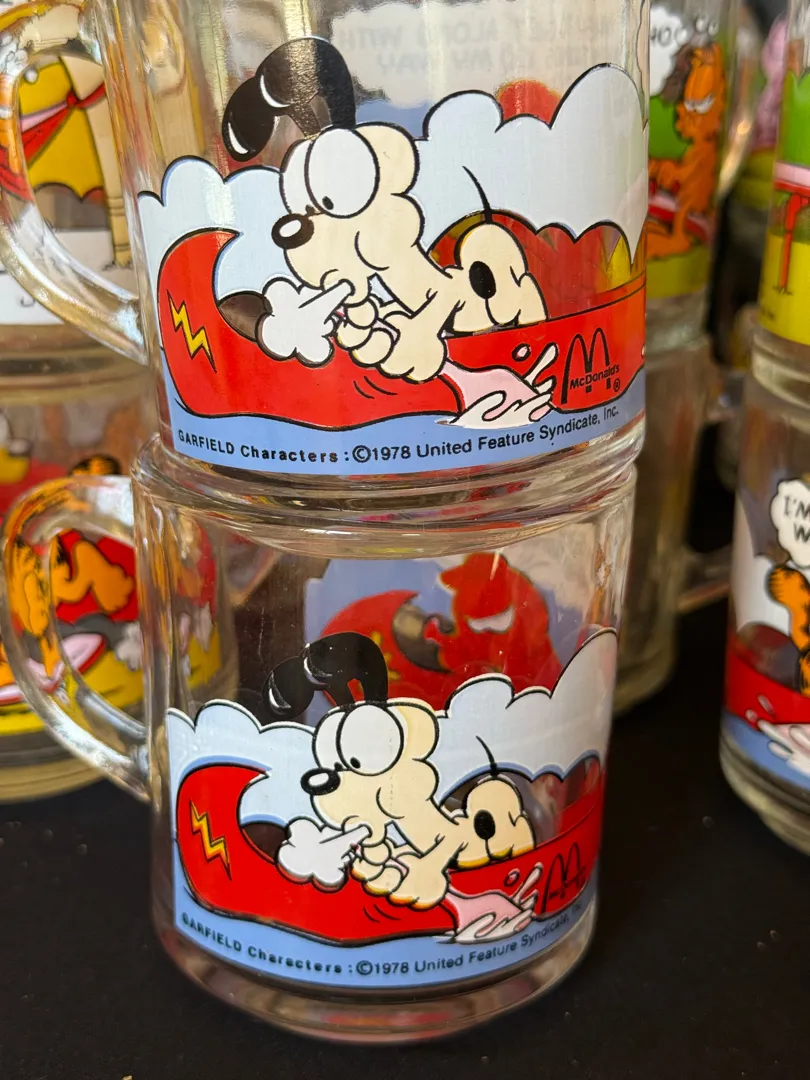 McDonald's®
GARFIELD Characters: ©1978 United Feature Syndicate, Inc.
I'M
W
GARFIELD Characters: ©1978 United Feature Syndicate, Inc.